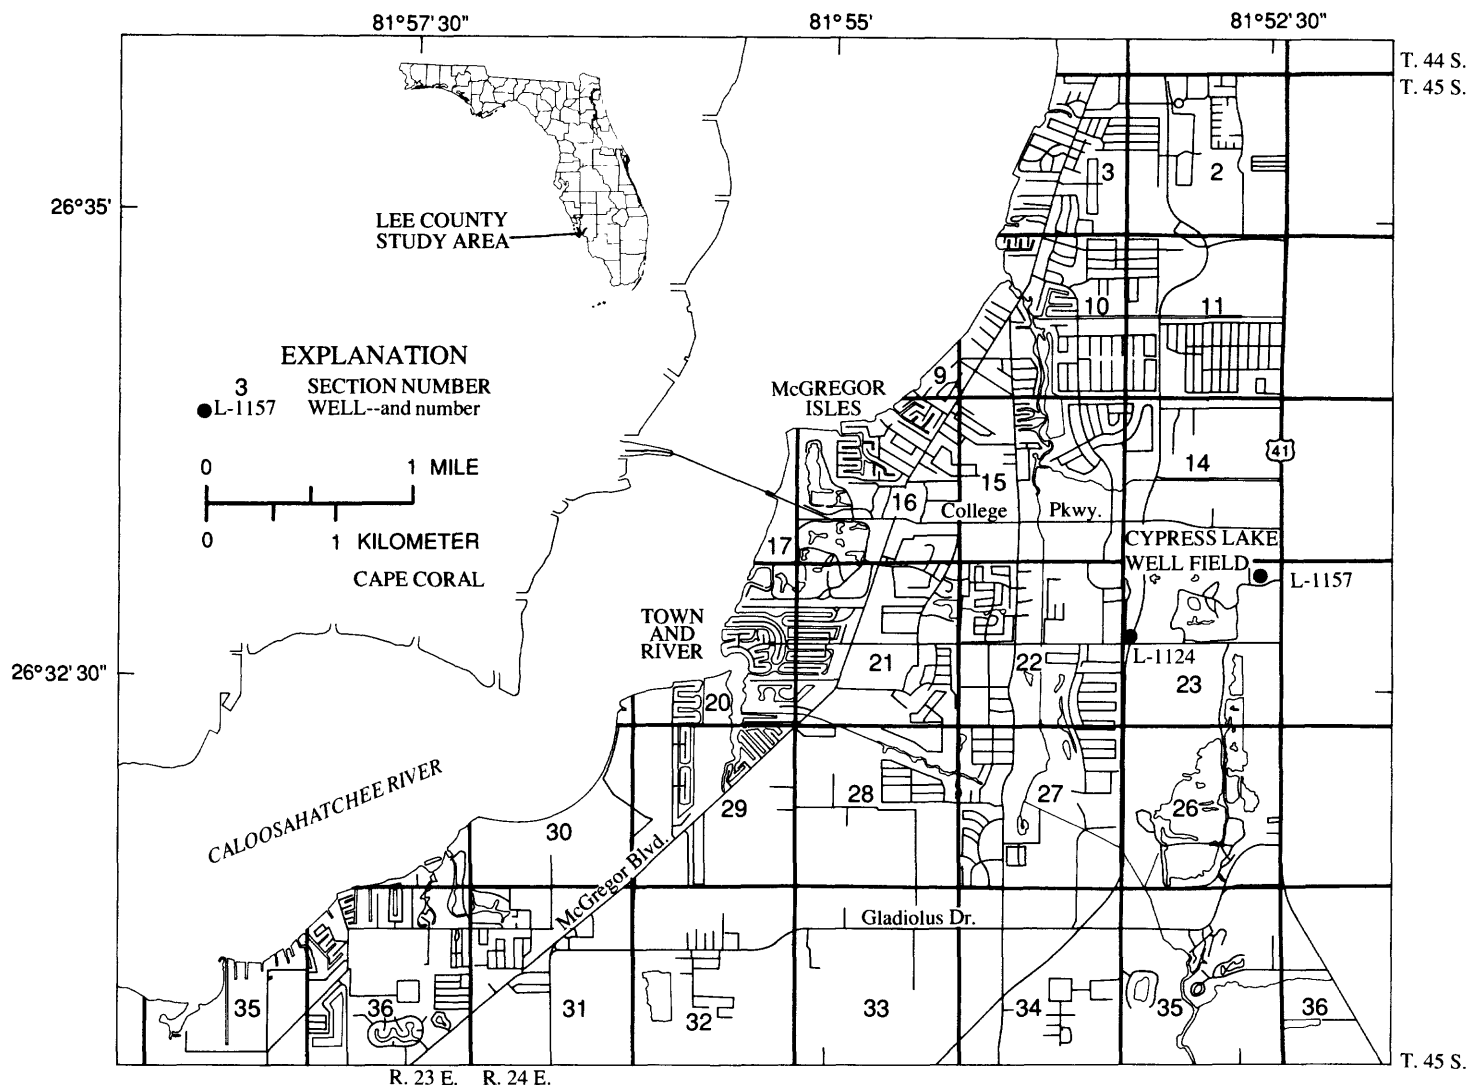 81°57'30"
81°55'
81°52'30"
T. 44 S.
T. 45 S.
3
2
26°35'
LEE COUNTY
STUDY AREA
10
11
EXPLANATION
3 SECTION NUMBER
L-1157 WELL--and number
9
McGREGOR
ISLES
0 1 MILE
0 1 KILOMETER
41
14
15
16
College Pkwy.
17
CYPRESS LAKE
WELL FIELD
L-1157
CAPE CORAL
TOWN
AND
RIVER
L-1124
21
22
23
26°32'30"
20
CALOOSAHATCHEE RIVER
29
28
27
26
30
McGregor Blvd.
Gladiolus Dr.
35
36
31
32
33
34
35
36
T. 45 S.
R. 23 E.
R. 24 E.